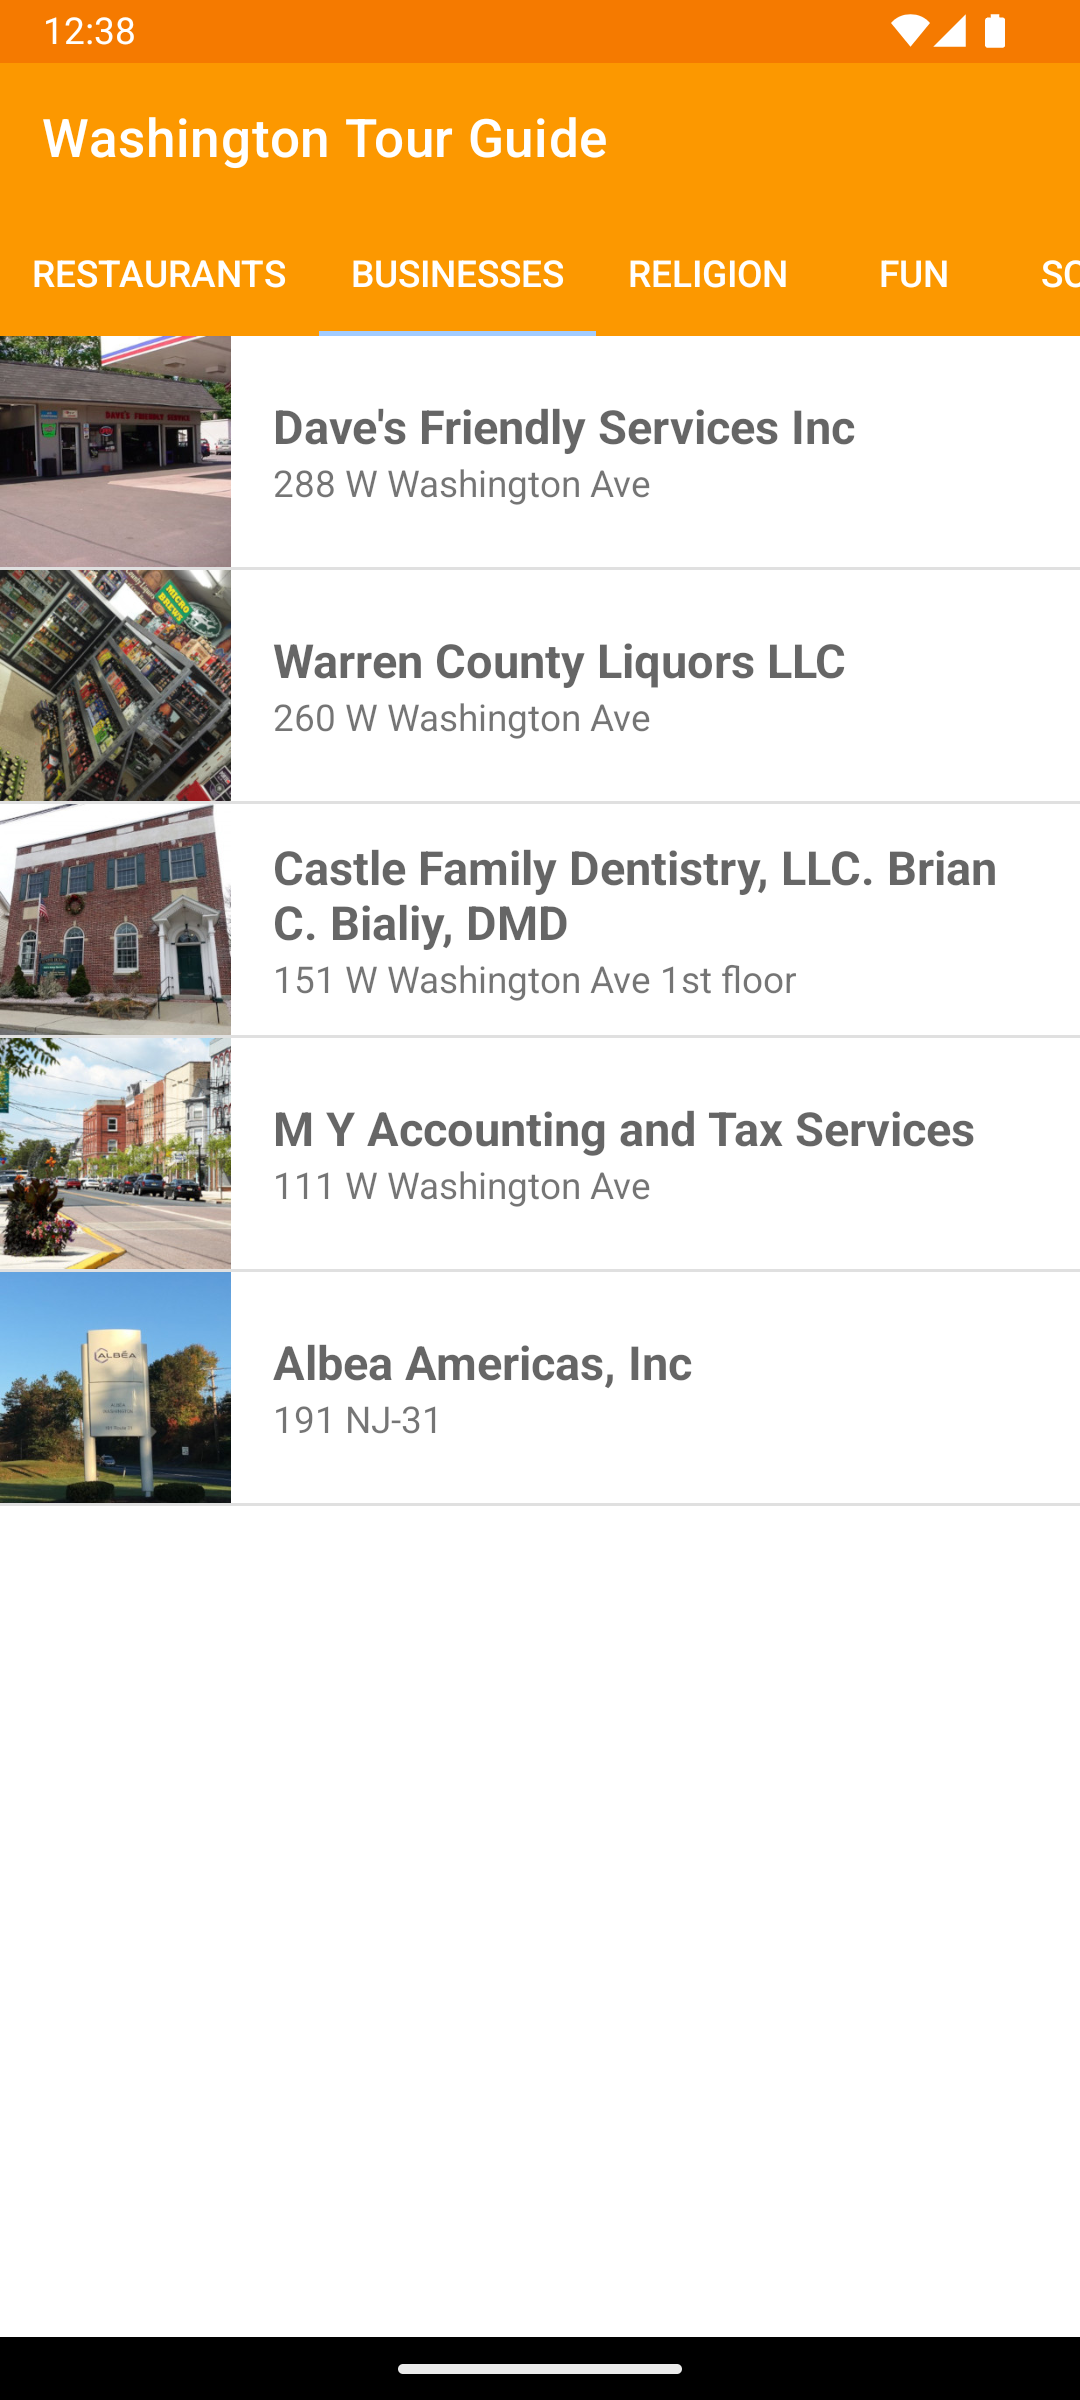 12:38
Washington Tour Guide
RESTAURANTS BUSINESSES RELIGION FUN
DAVE'S FRIENDLY SERVICE
Dave's Friendly Services Inc
288 W Washington Ave
MICRO
BREWS
Warren County Liquors LLC
260 W Washington Ave
Castle Family Dentistry, LLC. Brian
C. Bialiy, DMD
151 W Washington Ave 1st floor
M Y Accounting and Tax Services
111 W Washington Ave
ALBÉA
Albea Americas, Inc
191 NJ-31